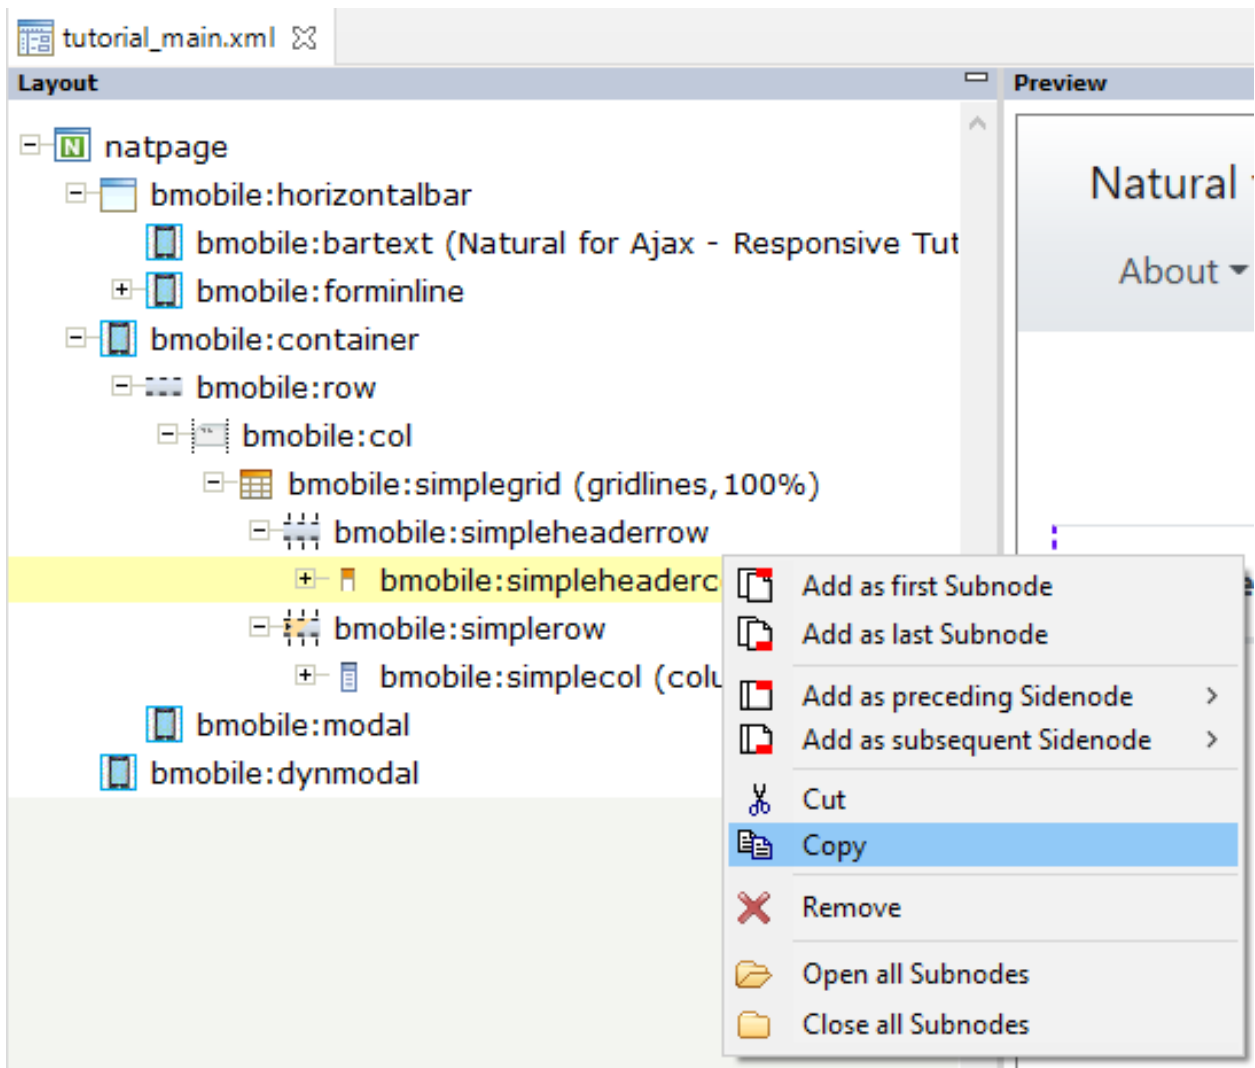 tutorial_main.xml
Layout
Preview
natpage
bmobile:horizontalbar
bmobile:bartext (Natural for Ajax - Responsive Tut
bmobile:forminline
bmobile:container
bmobile:row
bmobile:col
bmobile:simplegrid (gridlines,100%)
bmobile:simpleheaderrow
bmobile:simpleheaderc
bmobile:simplerow
bmobile:simplecol (colu
bmobile:modal
bmobile:dynmodal
Natural
About
Add as first Subnode
Add as last Subnode
Add as preceding Sidenode
Add as subsequent Sidenode
Cut
Copy
Remove
Open all Subnodes
Close all Subnodes